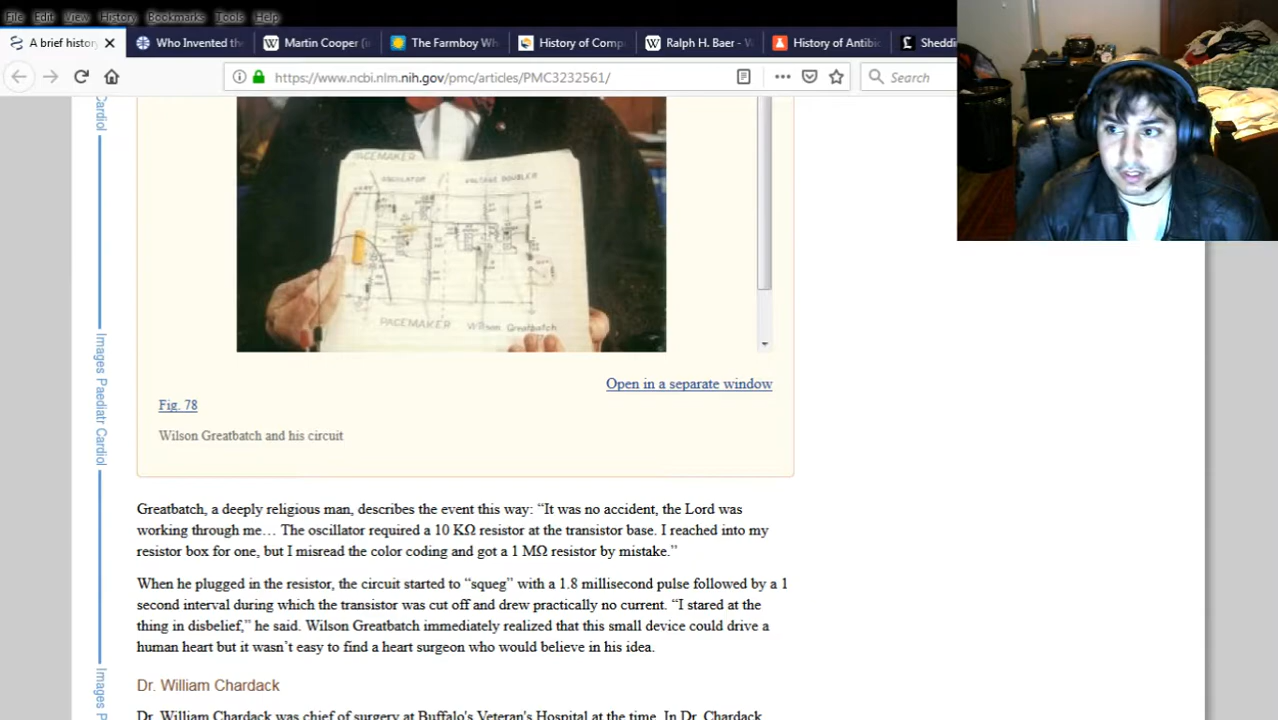 File Edit View History Bookmarks Tools Help
A brief history
Who Invented the
Martin Cooper (i
The Farmboy Wh
History of Comp
Ralph H. Baer - W
History of Antibio
Sheddi
https://www.ncbi.nlm.nih.gov/pmc/articles/PMC3232561/
Search
PACEMAKER
OSCILLATOR VOLTAGE DOUBLER
PACEMAKER Wilson Greatbatch
Open in a separate window
Fig. 78
Wilson Greatbatch and his circuit
Greatbatch, a deeply religious man, describes the event this way: “It was no accident, the Lord was
working through me… The oscillator required a 10 KΩ resistor at the transistor base. I reached into my
resistor box for one, but I misread the color coding and got a 1 MΩ resistor by mistake.”
When he plugged in the resistor, the circuit started to “squeg” with a 1.8 millisecond pulse followed by a 1
second interval during which the transistor was cut off and drew practically no current. “I stared at the
thing in disbelief,” he said. Wilson Greatbatch immediately realized that this small device could drive a
human heart but it wasn’t easy to find a heart surgeon who would believe in his idea.
Dr. William Chardack
Dr. William Chardack was chief of surgery at Buffalo's Veteran's Hospital at the time. In Dr. Chardack
Paediatr Cardiol
Images Paediatr Cardiol
Images P